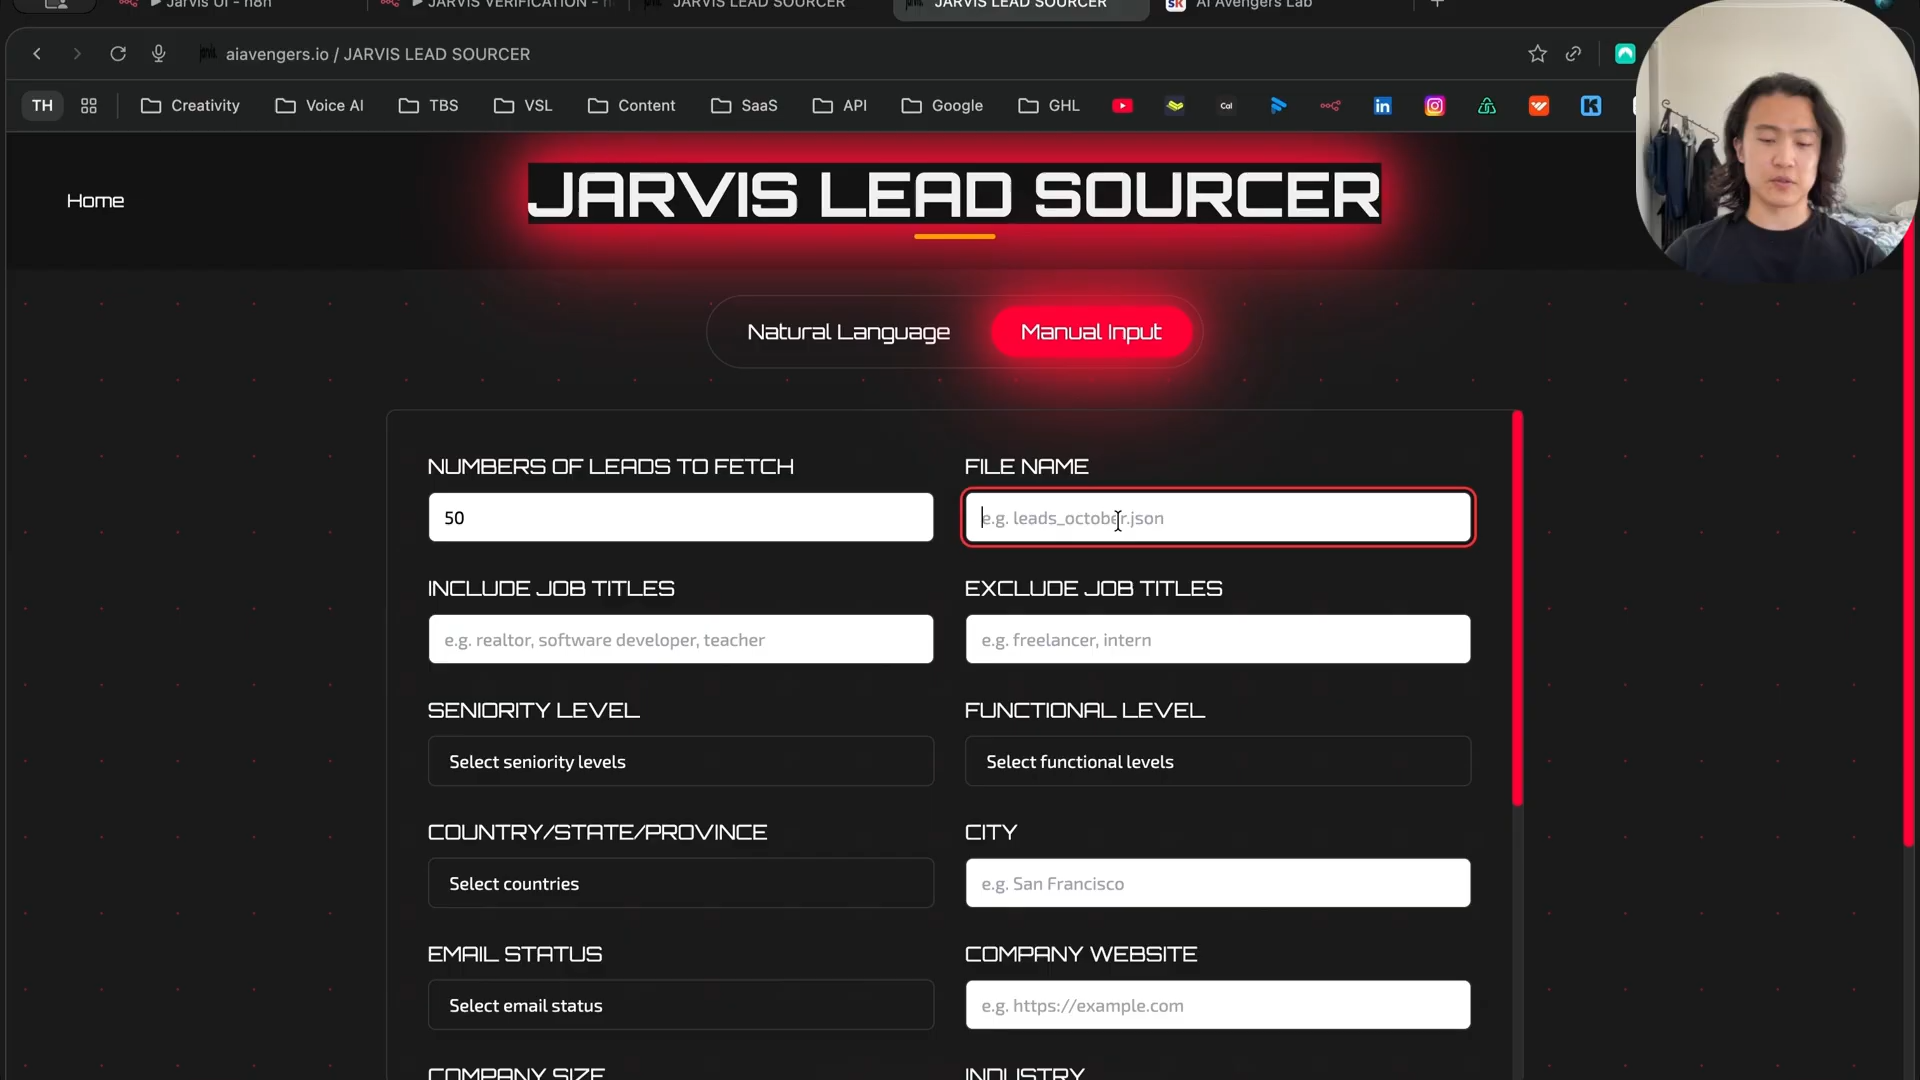 Jarvis UI - n8n
JARVIS VERIFICATION - n
JARVIS LEAD SOURCER
JARVIS LEAD SOURCER
SK
AI Avengers Lab
aiavengers.io / JARVIS LEAD SOURCER
TH
Creativity
Voice AI
TBS
VSL
Content
SaaS
API
Google
GHL
Cal
in
K
Home
JARVIS LEAD SOURCER
Natural Language
Manual Input
NUMBERS OF LEADS TO FETCH
FILE NAME
50
e.g. leads_october.json
INCLUDE JOB TITLES
EXCLUDE JOB TITLES
e.g. realtor, software developer, teacher
e.g. freelancer, intern
SENIORITY LEVEL
FUNCTIONAL LEVEL
Select seniority levels
Select functional levels
COUNTRY/STATE/PROVINCE
CITY
Select countries
e.g. San Francisco
EMAIL STATUS
COMPANY WEBSITE
Select email status
e.g. https://example.com
COMPANY SIZE
INDUSTRY